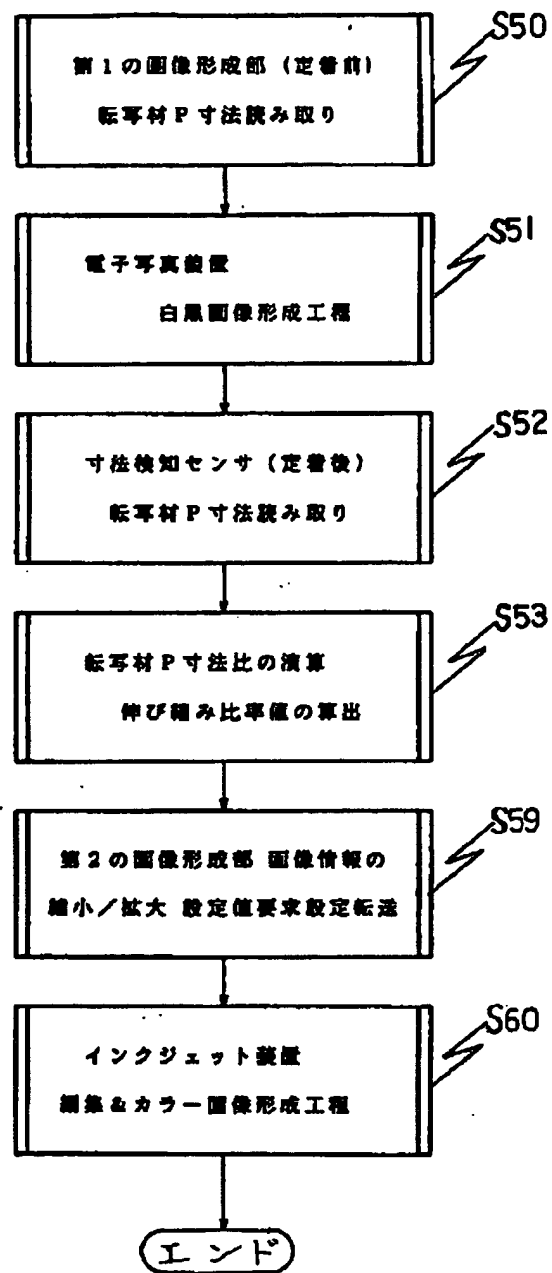 S50
第1の画像形成部 (定着前)
転写材P寸法読み取り
S51
電子写真装置
白黒画像形成工程
S52
寸法検知センサ (定着後)
転写材P寸法読み取り
S53
転写材P寸法比の演算
伸び縮み比率値の算出
S59
第2の画像形成部 画像情報の
縮小/拡大 設定値要求設定転送
S60
インクジェット装置
編集&カラー画像形成工程
エンド